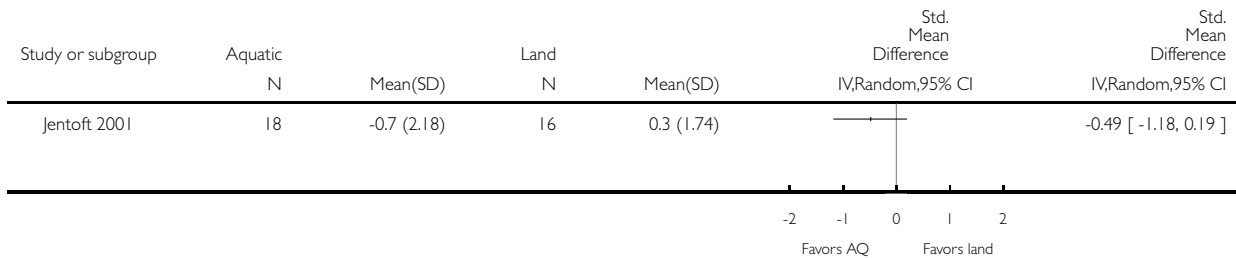 Std.
Mean
Difference
Std.
Mean
Difference
Study or subgroup Aquatic Land
N Mean(SD) N Mean(SD) IV,Random,95% CI IV,Random,95% CI
Jentoft 2001 18 -0.7 (2.18) 16 0.3 (1.74) -0.49 [ -1.18, 0.19 ]
-2 -1 0 1 2
Favors AQ Favors land